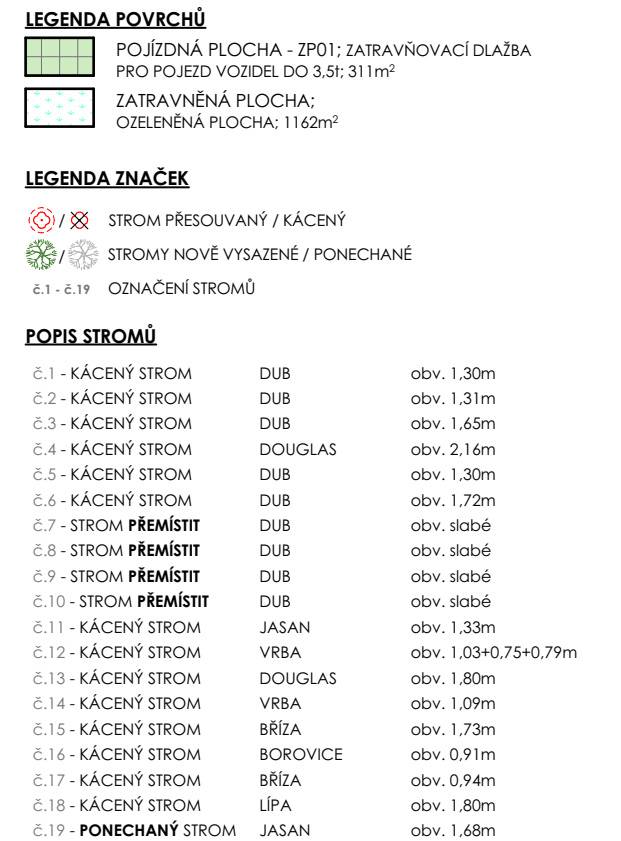 LEGENDA POVRCHŮ
POJÍZDNÁ PLOCHA - ZP01; ZATRAVŇOVACÍ DLAŽBA
PRO POJEZD VOZIDEL DO 3,5t; 311m²
ZATRAVNĚNÁ PLOCHA;
OZELENĚNÁ PLOCHA; 1162m²
LEGENDA ZNAČEK
/ STROM PŘESOUVANÝ / KÁCENÝ
/ STROMY NOVĚ VYSAZENÉ / PONECHANÉ
č.1 - č.19 OZNAČENÍ STROMŮ
POPIS STROMŮ
č.1 - KÁCENÝ STROM DUB obv. 1,30m
č.2 - KÁCENÝ STROM DUB obv. 1,31m
č.3 - KÁCENÝ STROM DUB obv. 1,65m
č.4 - KÁCENÝ STROM DOUGLAS obv. 2,16m
č.5 - KÁCENÝ STROM DUB obv. 1,30m
č.6 - KÁCENÝ STROM DUB obv. 1,72m
č.7 - STROM PŘEMÍSTIT DUB obv. slabé
č.8 - STROM PŘEMÍSTIT DUB obv. slabé
č.9 - STROM PŘEMÍSTIT DUB obv. slabé
č.10 - STROM PŘEMÍSTIT DUB obv. slabé
č.11 - KÁCENÝ STROM JASAN obv. 1,33m
č.12 - KÁCENÝ STROM VRBA obv. 1,03+0,75+0,79m
č.13 - KÁCENÝ STROM DOUGLAS obv. 1,80m
č.14 - KÁCENÝ STROM VRBA obv. 1,09m
č.15 - KÁCENÝ STROM BŘÍZA obv. 1,73m
č.16 - KÁCENÝ STROM BOROVICE obv. 0,91m
č.17 - KÁCENÝ STROM BŘÍZA obv. 0,94m
č.18 - KÁCENÝ STROM LÍPA obv. 1,80m
č.19 - PONECHANÝ STROM JASAN obv. 1,68m